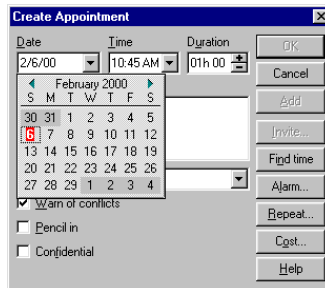 Create Appointment
Date Time Duration
2/6/00 10:45 AM 01h 00
February 2000
S M T W T F S
30 31 1 2 3 4 5
6 7 8 9 10 11 12
13 14 15 16 17 18 19
20 21 22 23 24 25 26
27 28 29 1 2 3 4
Warn of conflicts
Pencil in
Confidential
OK
Cancel
Add
Invite...
Find time
Alarm...
Repeat...
Cost...
Help